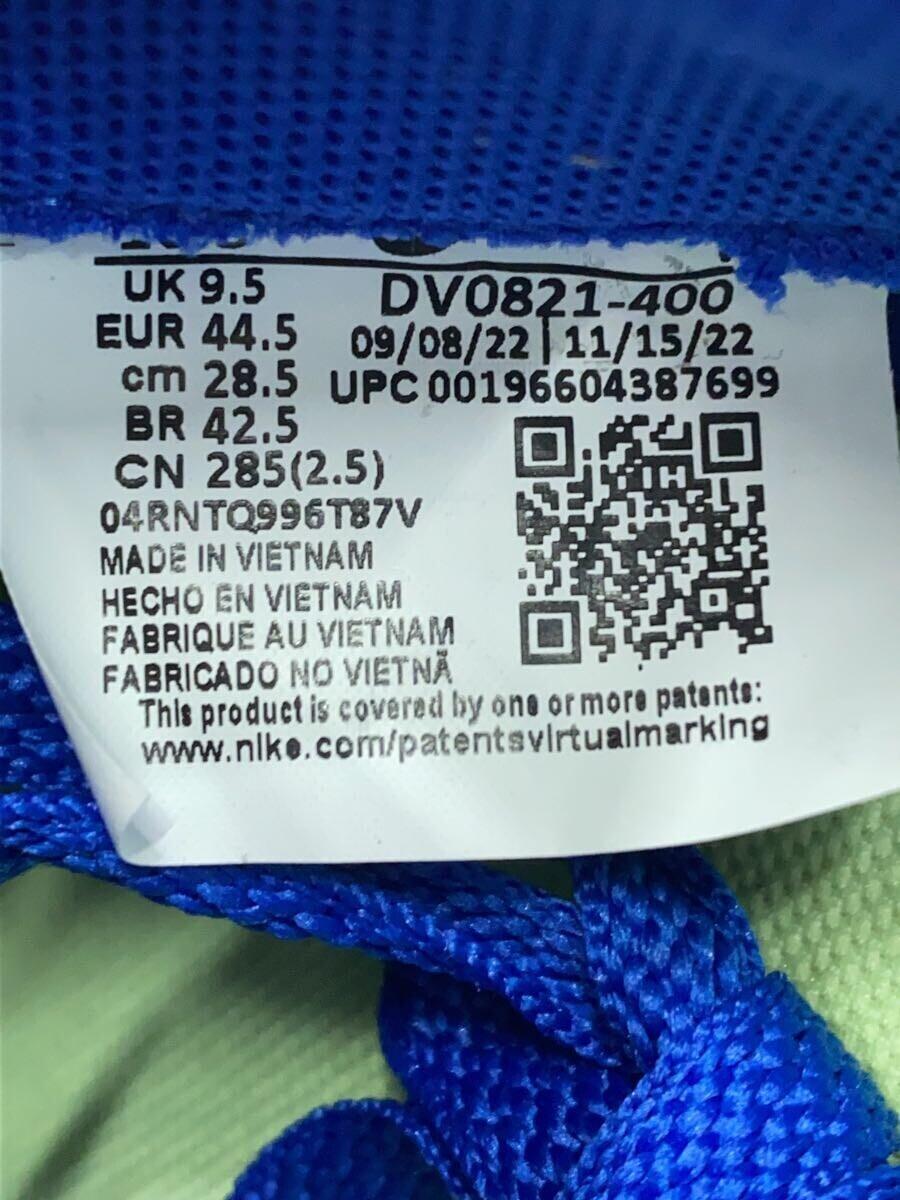 UK 9.5
EUR 44.5
cm 28.5
BR 42.5
CN 285(2.5)
DV0821-400
09/08/22 | 11/15/22
UPC 00196604387699
04RNTQ996T87V
MADE IN VIETNAM
HECHO EN VIETNAM
FABRIQUE AU VIETNAM
FABRICADO NO VIETNÃ
This product is covered by one or more patents:
www.nike.com/patentsvirtualmarking